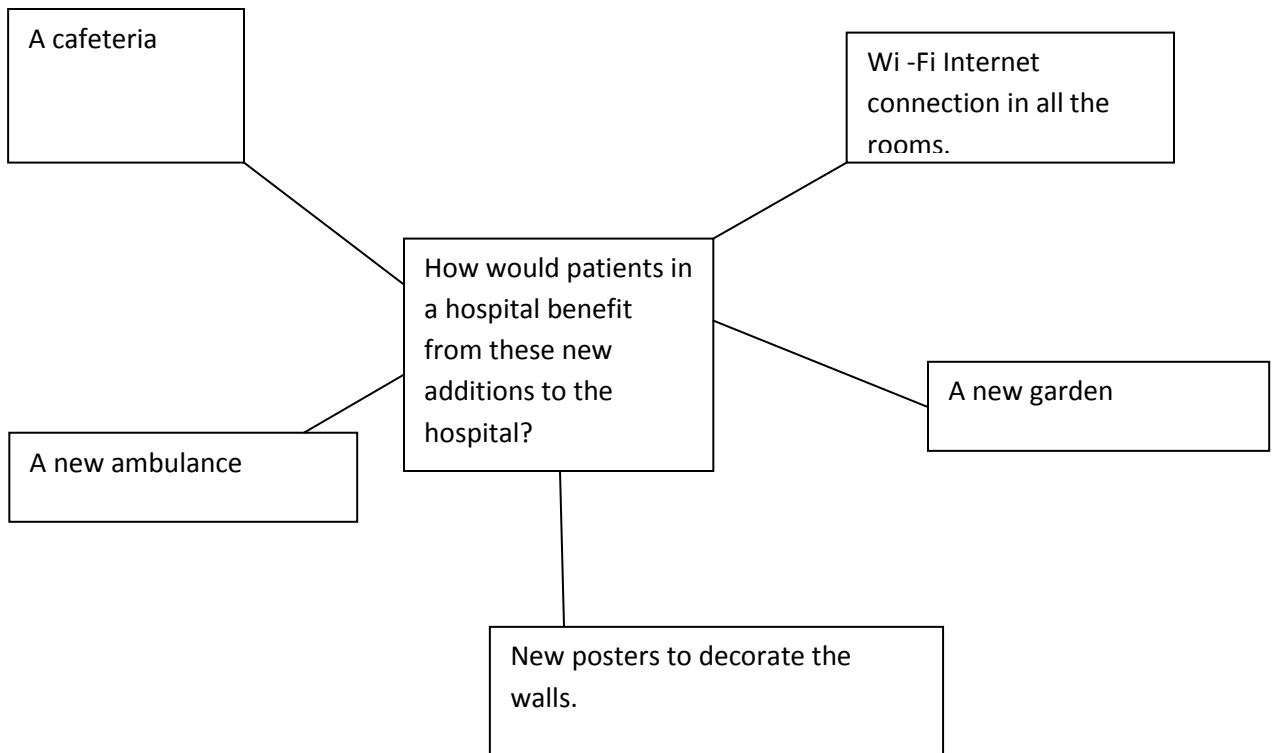 A cafeteria
Wi -Fi Internet
connection in all the
rooms.
How would patients in
a hospital benefit
from these new
additions to the
hospital?
A new garden
A new ambulance
New posters to decorate the
walls.